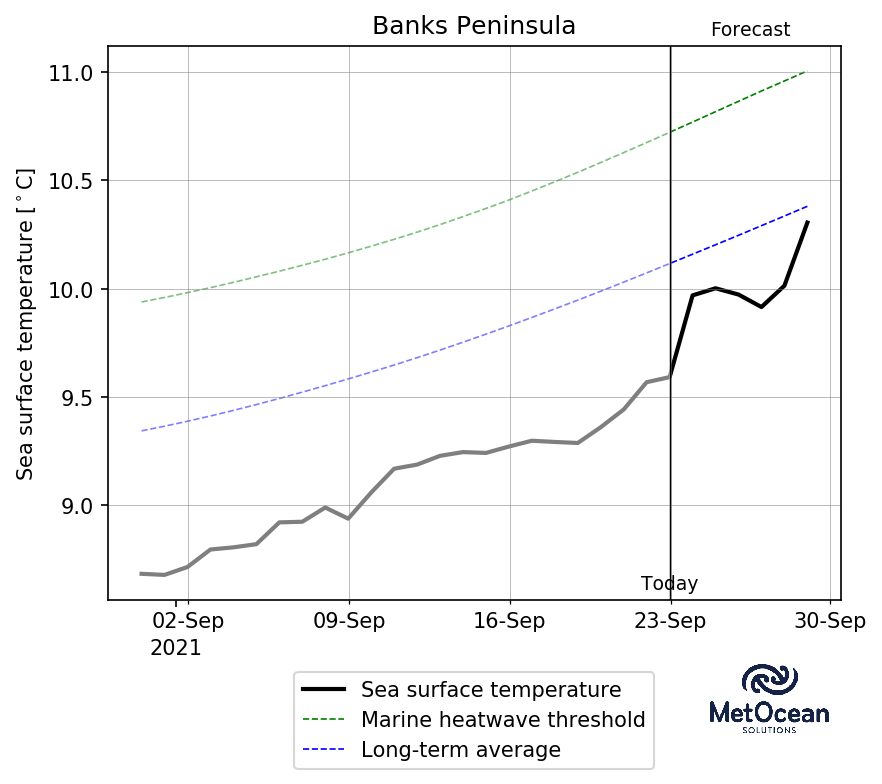 Banks Peninsula
Forecast
Sea surface temperature [°C]
11.0
10.5
10.0
9.5
9.0
Today
02-Sep 09-Sep 16-Sep 23-Sep 30-Sep
2021
Sea surface temperature
Marine heatwave threshold
Long-term average
MetOcean
SOLUTIONS